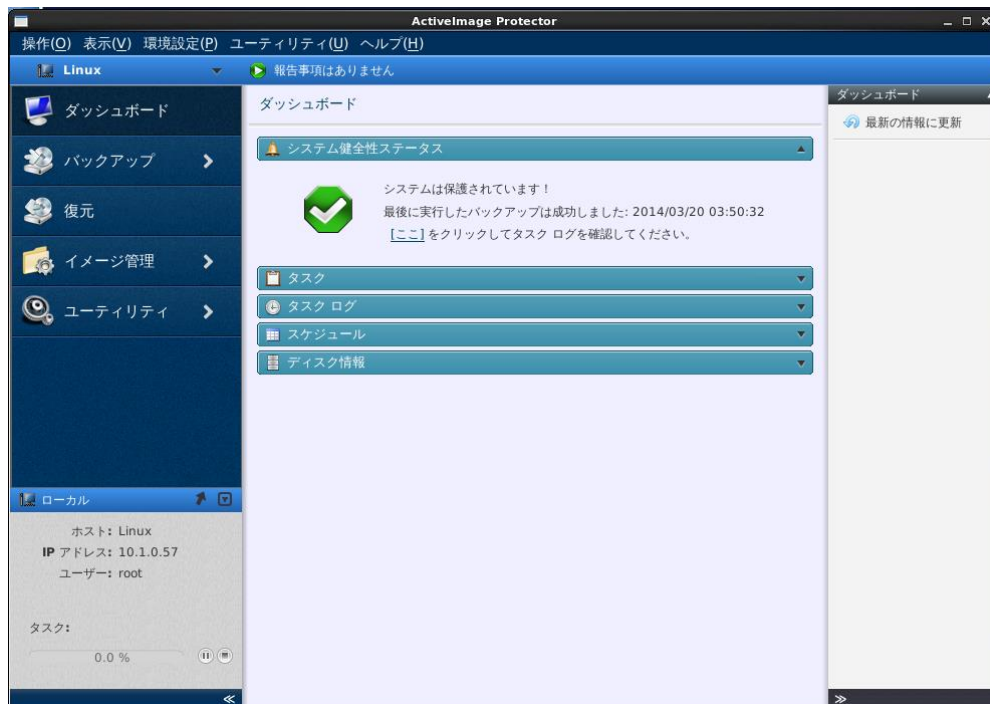 ActiveImage Protector
操作(O) 表示(V) 環境設定(P) ユーティリティ(U) ヘルプ(H)
Linux
報告事項はありません
ダッシュボード
バックアップ
復元
イメージ管理
ユーティリティ
ダッシュボード
システム健全性ステータス
システムは保護されています！
最後に実行したバックアップは成功しました: 2014/03/20 03:50:32
[ここ] をクリックしてタスク ログを確認してください。
タスク
タスク ログ
スケジュール
ディスク情報
ダッシュボード
最新の情報に更新
ローカル
ホスト: Linux
IP アドレス: 10.1.0.57
ユーザー: root
タスク:
0.0 %